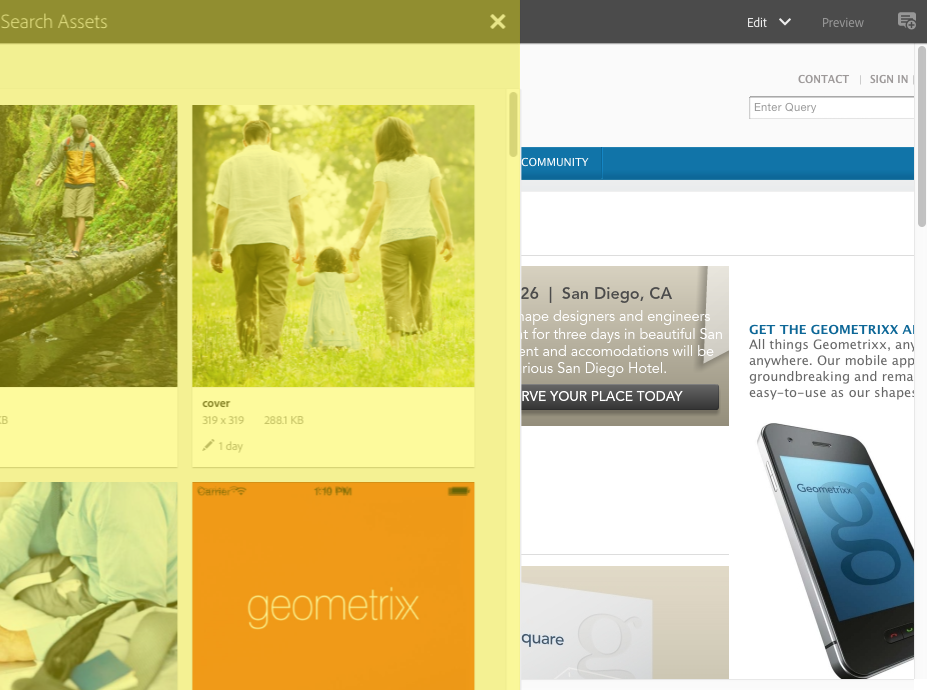 Search Assets
Edit
Preview
CONTACT | SIGN IN |
Enter Query
COMMUNITY
26 | San Diego, CA
hape designers and engineers
t for three days in beautiful San
ent and accomodations will be
rious San Diego Hotel.
RVE YOUR PLACE TODAY
GET THE GEOMETRIXX A
All things Geometrixx, any
anywhere. Our mobile app
groundbreaking and rema
easy-to-use as our shapes
Geometrixx
g
KB
cover
319 x 319 288.1 KB
1 day
Carrier 1:10 PM
geometrixx
quare
g